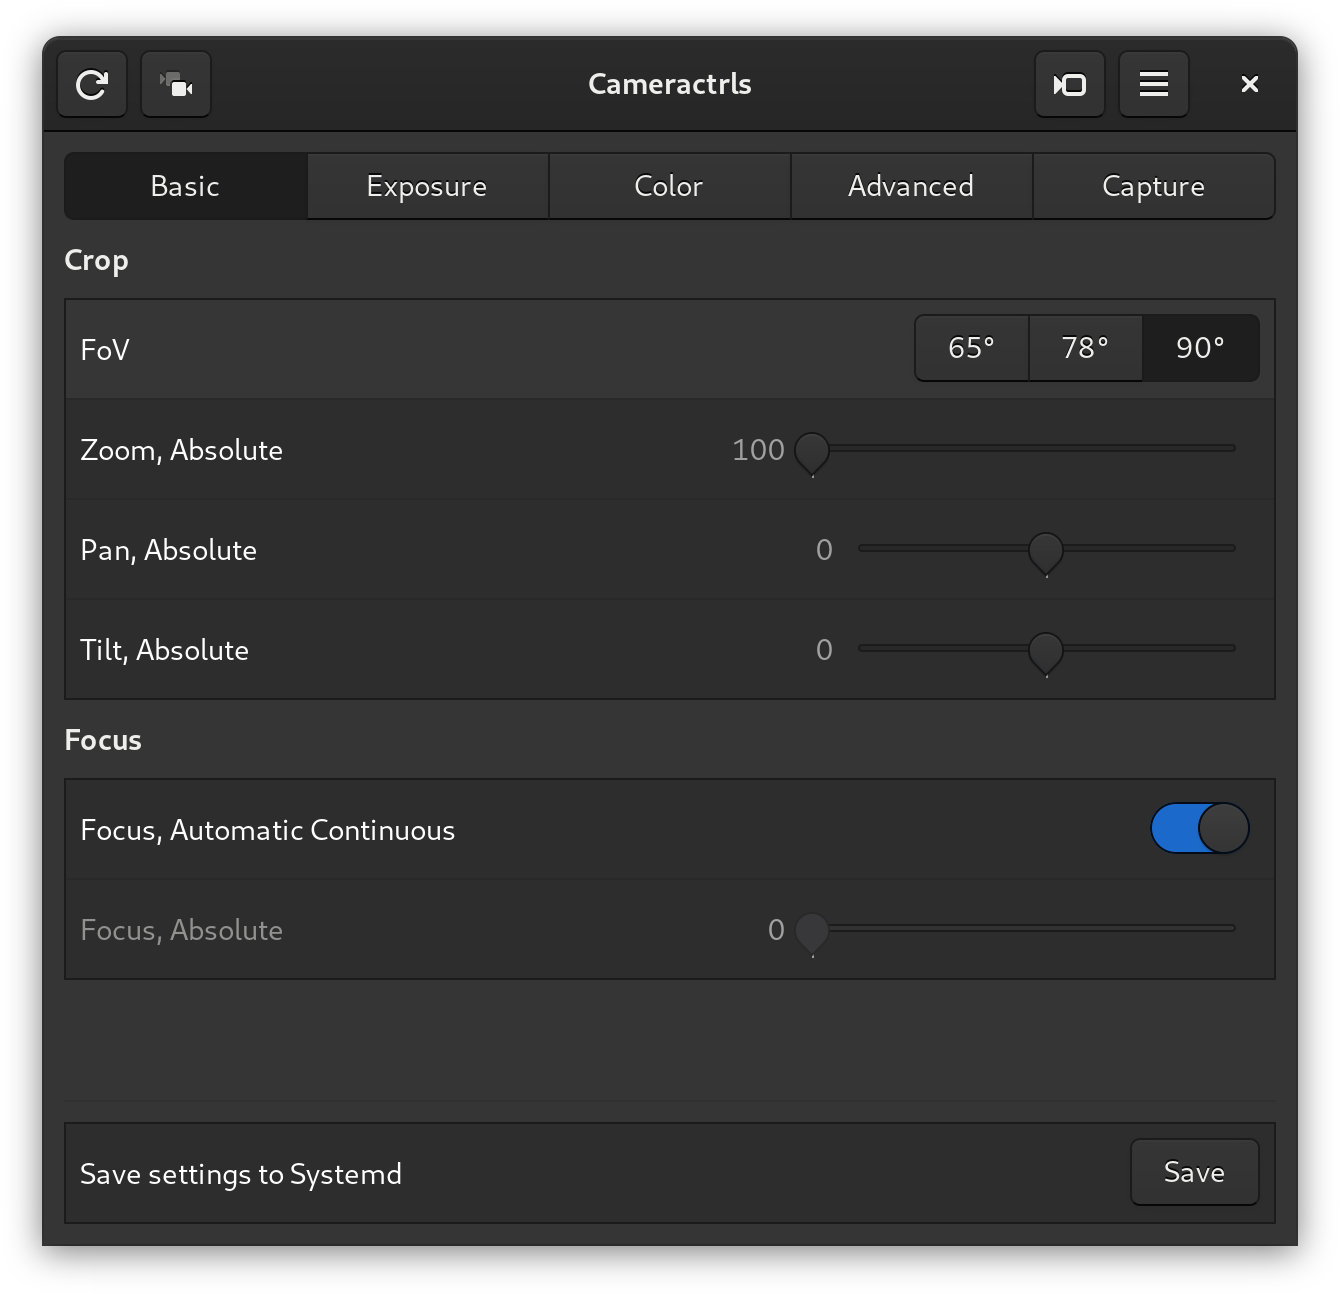 Cameractrls
Basic Exposure Color Advanced Capture
Crop
FoV 65° 78° 90°
Zoom, Absolute 100
Pan, Absolute 0
Tilt, Absolute 0
Focus
Focus, Automatic Continuous
Focus, Absolute 0
Save settings to Systemd Save